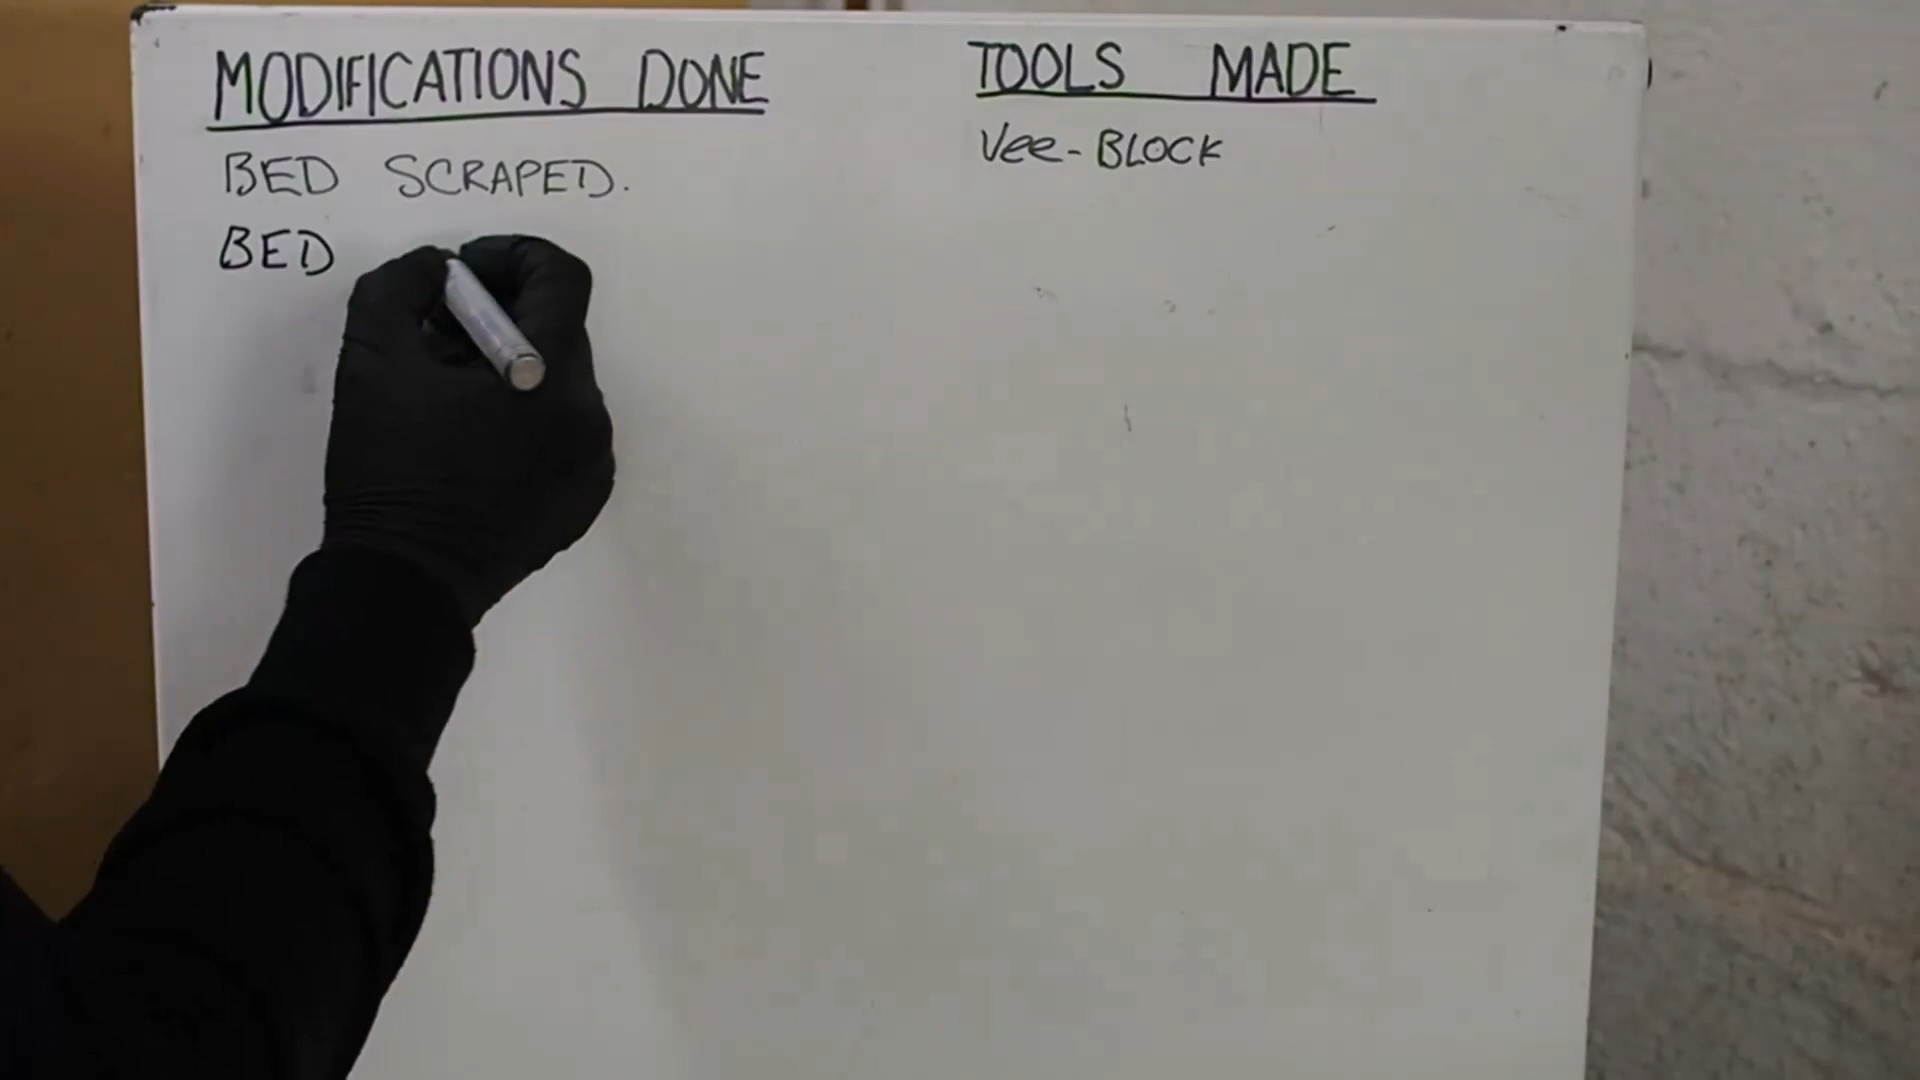 MODIFICATIONS DONE
BED SCRAPED.
BED
TOOLS MADE
Vee-BLOCK